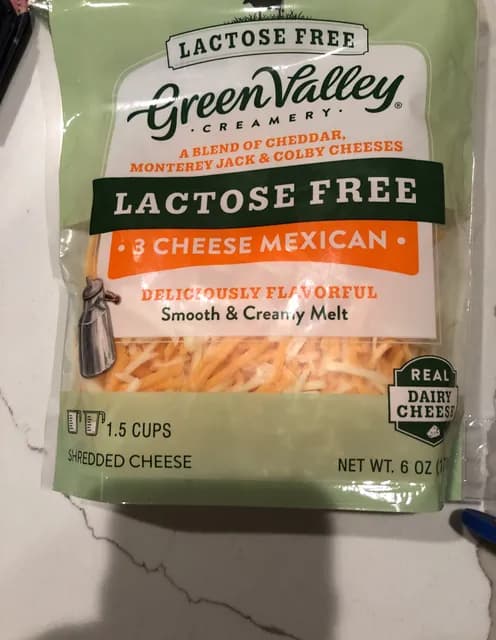 LACTOSE FREE
Green Valley®
· CREAMERY ·
A BLEND OF CHEDDAR,
MONTEREY JACK & COLBY CHEESES
LACTOSE FREE
• 3 CHEESE MEXICAN •
DELICIOUSLY FLAVORFUL
Smooth & Creamy Melt
REAL
DAIRY
CHEESE
1.5 CUPS
SHREDDED CHEESE
NET WT. 6 OZ (17